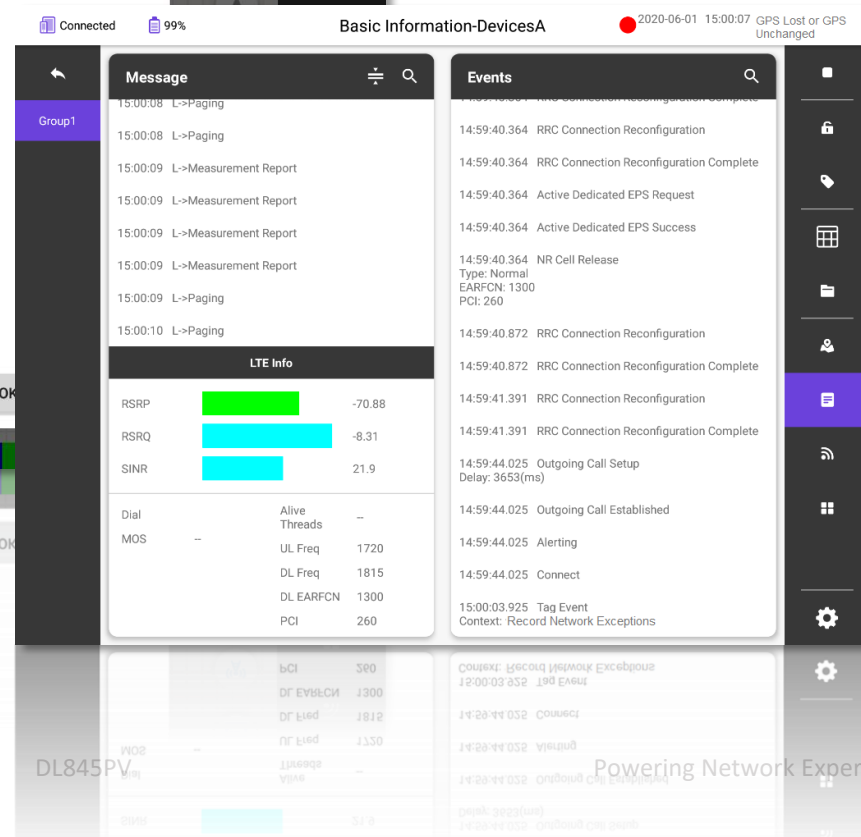 Connected
99%
Basic Information-DevicesA
2020-06-01 15:00:07
GPS Lost or GPS
Unchanged
Group1
Message
15:00:08 L->Paging
15:00:08 L->Paging
15:00:09 L->Measurement Report
15:00:09 L->Measurement Report
15:00:09 L->Measurement Report
15:00:09 L->Measurement Report
15:00:09 L->Paging
15:00:10 L->Paging
LTE Info
RSRP -70.88
RSRQ -8.31
SINR 21.9
Dial
MOS --
Alive
Threads --
UL Freq 1720
DL Freq 1815
DL EARFCN 1300
PCI 260
Events
RRC Connection Reconfiguration Complete
14:59:40.364 RRC Connection Reconfiguration
14:59:40.364 RRC Connection Reconfiguration Complete
14:59:40.364 Active Dedicated EPS Request
14:59:40.364 Active Dedicated EPS Success
14:59:40.364 NR Cell Release
Type: Normal
EARFCN: 1300
PCI: 260
14:59:40.872 RRC Connection Reconfiguration
14:59:40.872 RRC Connection Reconfiguration Complete
14:59:41.391 RRC Connection Reconfiguration
14:59:41.391 RRC Connection Reconfiguration Complete
14:59:44.025 Outgoing Call Setup
Delay: 3653(ms)
14:59:44.025 Outgoing Call Established
14:59:44.025 Alerting
14:59:44.025 Connect
15:00:03.925 Tag Event
Context: Record Network Exceptions
OK
OK
DL845PV
Powering Network Exper